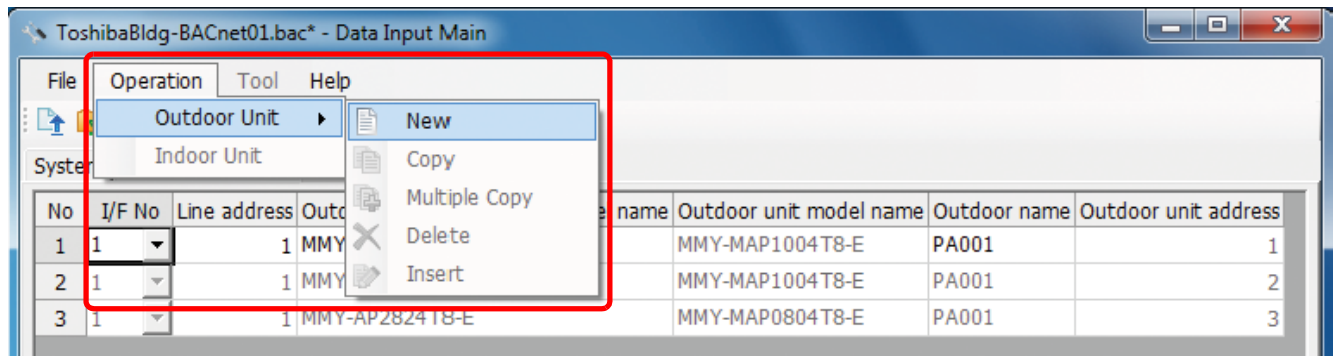 ToshibaBldg-BACnet01.bac* - Data Input Main
File Operation Tool Help
Outdoor Unit New
Indoor Unit Copy
Multiple Copy
Delete
Insert
Syste
No I/F No Line address Outd name Outdoor unit model name Outdoor name Outdoor unit address
1 1 1 MMY MMY-MAP1004T8-E PA001 1
2 1 1 MMY MMY-MAP1004T8-E PA001 2
3 1 1 MMY-AP2824T8-E MMY-MAP0804T8-E PA001 3